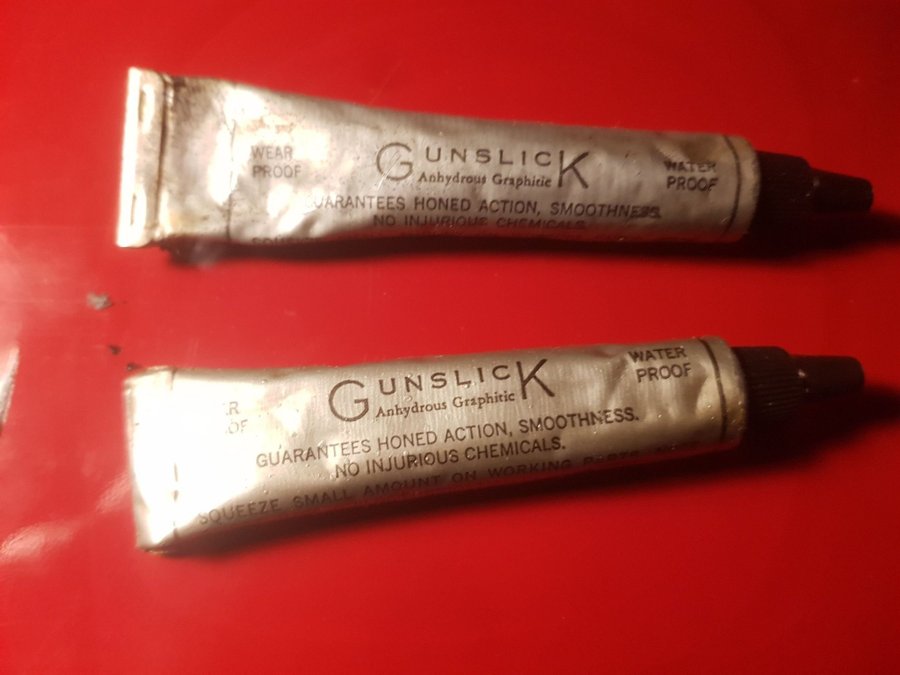 WEAR PROOF
GUNSLICK
Anhydrous Graphitic
WATER PROOF
GUARANTEES HONED ACTION, SMOOTHNESS.
NO INJURIOUS CHEMICALS.
GUNSLICK
Anhydrous Graphitic
WATER PROOF
GUARANTEES HONED ACTION, SMOOTHNESS.
NO INJURIOUS CHEMICALS.
SQUEEZE SMALL AMOUNT ON WORKING PARTS